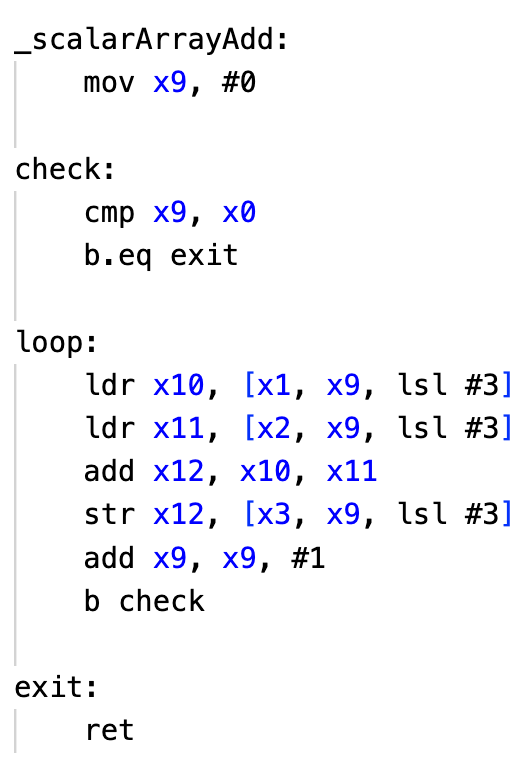 _scalarArrayAdd:
mov x9, #0
check:
cmp x9, x0
b.eq exit
loop:
ldr x10, [x1, x9, lsl #3]
ldr x11, [x2, x9, lsl #3]
add x12, x10, x11
str x12, [x3, x9, lsl #3]
add x9, x9, #1
b check
exit:
ret